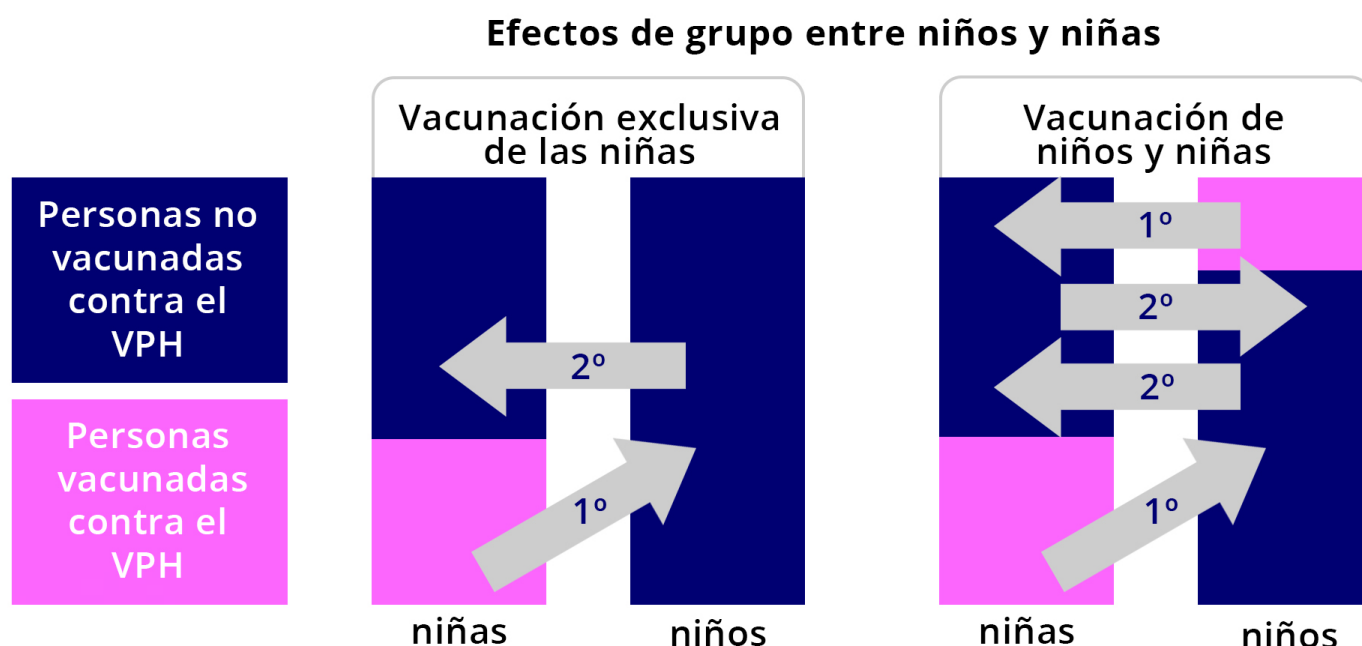 Efectos de grupo entre niños y niñas
Vacunación exclusiva
de las niñas
Vacunación de
niños y niñas
Personas no
vacunadas
contra el
VPH
Personas
vacunadas
contra el
VPH
2º
1º
1º
2º
2º
1º
niñas
niños
niñas
niños